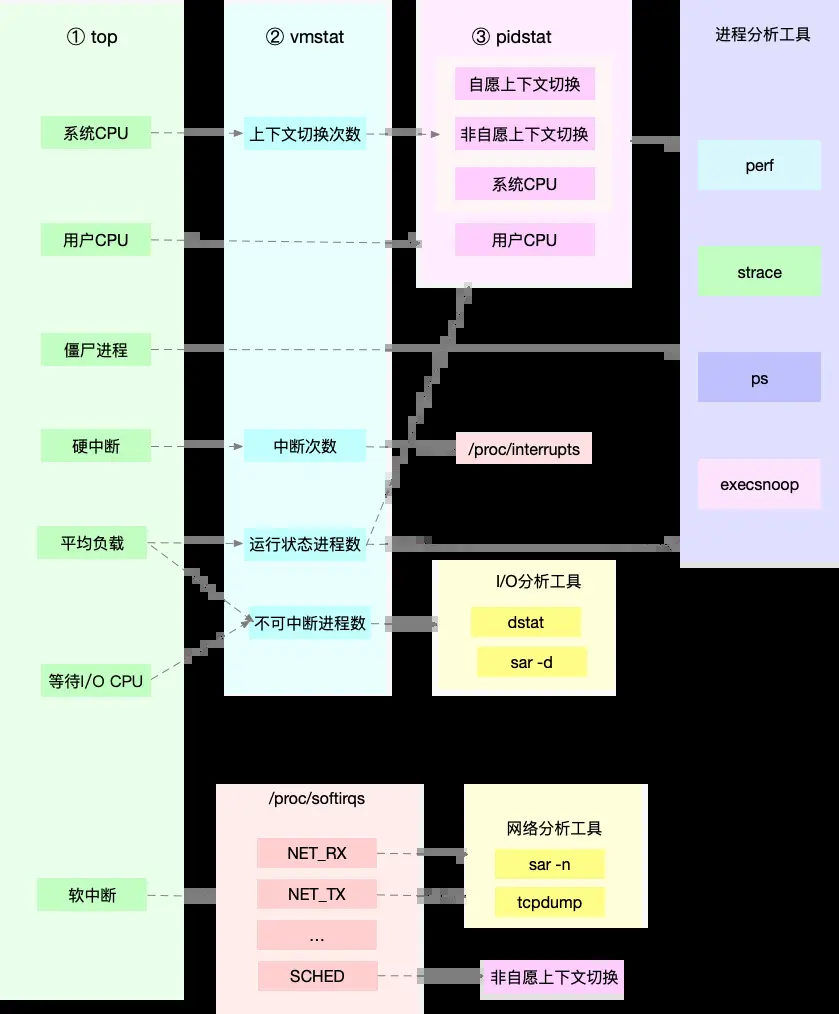 ① top
系统CPU
用户CPU
僵尸进程
硬中断
平均负载
等待I/O CPU
软中断
② vmstat
上下文切换次数
中断次数
运行状态进程数
不可中断进程数
③ pidstat
自愿上下文切换
非自愿上下文切换
系统CPU
用户CPU
/proc/interrupts
I/O分析工具
dstat
sar -d
进程分析工具
perf
strace
ps
execsnoop
/proc/softirqs
NET_RX
NET_TX
...
SCHED
网络分析工具
sar -n
tcpdump
非自愿上下文切换